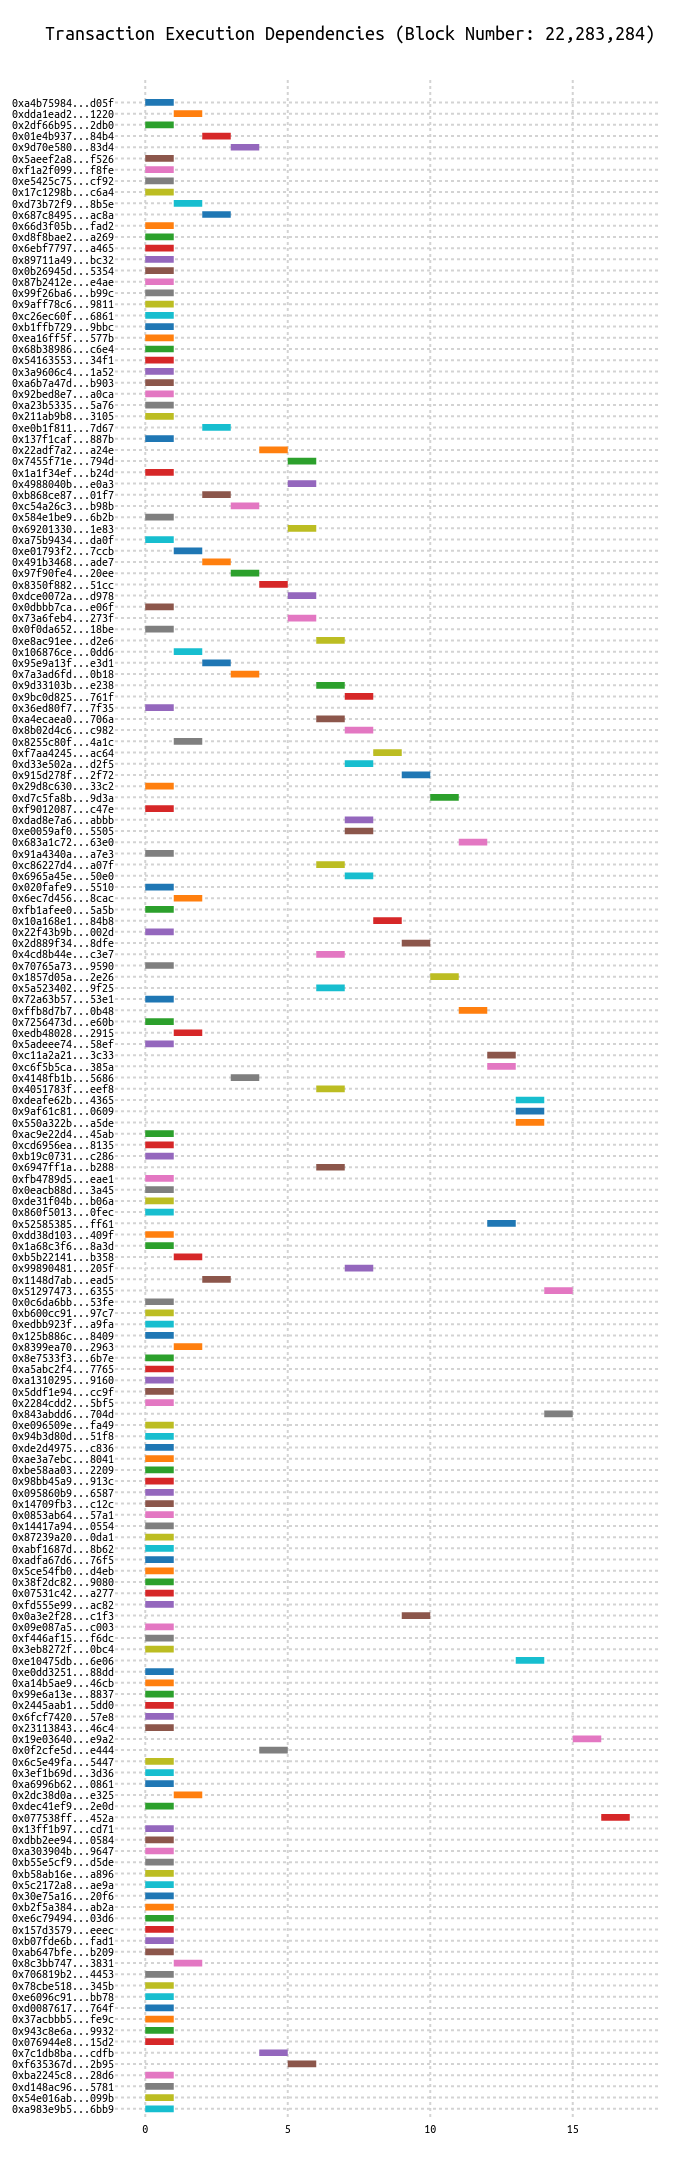 Transaction Execution Dependencies (Block Number: 22,283,284)
0xa4b75984...d05f
0xdda1ead2...1220
0x2df66b95...2db0
0x01e4b937...84b4
0x9d70e580...83d4
0x5aeef2a8...f526
0xf1a2f099...f8fe
0xe5425c75...cf92
0x17c1298b...c6a4
0xd73b72f9...8b5e
0x687c8495...ac8a
0x66d3f05b...fad2
0xd8f8bae2...a269
0x6ebf7797...a465
0x89711a49...bc32
0x0b26945d...5354
0x87b2412e...e4ae
0x99f26ba6...b99c
0x9aff78c6...9811
0xc26ec60f...6861
0xb1ffb729...9bbc
0xea16ff5f...577b
0x68b38986...c6e4
0x54163553...34f1
0x3a9606c4...1a52
0xa6b7a47d...b903
0x92bed8e7...a0ca
0xa23b5335...5a76
0x211ab9b8...3105
0xe0b1f811...7d67
0x137f1caf...887b
0x22adf7a2...a24e
0x7455f71e...794d
0x1a1f34ef...b24d
0x4988040b...e0a3
0xb868ce87...01f7
0xc54a26c3...b98b
0x584e1be9...6b2b
0x69201330...1e83
0xa75b9434...da0f
0xe01793f2...7ccb
0x491b3468...ade7
0x97f90fe4...20ee
0x8350f882...51cc
0xdce0072a...d978
0x0dbbb7ca...e06f
0x73a6feb4...273f
0x0f0da652...18be
0xe8ac91ee...d2e6
0x106876ce...0dd6
0x95e9a13f...e3d1
0x7a3ad6fd...0b18
0x9d33103b...e238
0x9bc0d825...761f
0x36ed80f7...7f35
0xa4ecaea0...706a
0x8b02d4c6...c982
0x8255c80f...4a1c
0xf7aa4245...ac64
0xd33e502a...d2f5
0x915d278f...2f72
0x29d8c630...33c2
0xd7c5fa8b...9d3a
0xf9012087...c47e
0xdad8e7a6...abbb
0xe0059af0...5505
0x683a1c72...63e0
0x91a4340a...a7e3
0xc86227d4...a07f
0x6965a45e...50e0
0x020fafe9...5510
0x6ec7d456...8cac
0xfb1afee0...5a5b
0x10a168e1...84b8
0x22f43b9b...002d
0x2d889f34...8dfe
0x4cd8b44e...c3e7
0x70765a73...9590
0x1857d05a...2e26
0x5a523402...9f25
0x72a63b57...53e1
0xffb8d7b7...0b48
0x7256473d...e60b
0xedb48028...2915
0x5adeee74...58ef
0xc11a2a21...3c33
0xc6f5b5ca...385a
0x4148fb1b...5686
0x4051783f...eef8
0xdeafe62b...4365
0x9af61c81...0609
0x550a322b...a5de
0xac9e22d4...45ab
0xcd6956ea...8135
0xb19c0731...c286
0x6947ff1a...b288
0xfb4789d5...eae1
0x0eacb88d...3a45
0xde31f04b...b06a
0x860f5013...0fec
0x52585385...ff61
0xdd38d103...409f
0x1a68c3f6...8a3d
0xb5b22141...b358
0x99890481...205f
0x1148d7ab...ead5
0x51297473...6355
0x0c6da6bb...53fe
0xb600cc91...97c7
0xedbb923f...a9fa
0x125b886c...8409
0x8399ea70...2963
0x8e7533f3...6b7e
0xa5abc2f4...7765
0xa1310295...9160
0x5ddf1e94...cc9f
0x2284cdd2...5bf5
0x843abdd6...704d
0xe096509e...fa49
0x94b3d80d...51f8
0xde2d4975...c836
0xae3a7ebc...8041
0xbe58aa03...2209
0x98bb45a9...913c
0x095860b9...6587
0x14709fb3...c12c
0x0853ab64...57a1
0x14417a94...0554
0x87239a20...0da1
0xabf1687d...8b62
0xadfa67d6...76f5
0x5ce54fb0...d4eb
0x38f2dc82...9080
0x07531c42...a277
0xfd555e99...ac82
0x0a3e2f28...c1f3
0x09e087a5...c003
0xf446af15...f6dc
0x3eb8272f...0bc4
0xe10475db...6e06
0xe0dd3251...88dd
0xa14b5ae9...46cb
0x99e6a13e...8837
0x2445aab1...5dd0
0x6fcf7420...57e8
0x23113843...46c4
0x19e03640...e9a2
0x0f2cfe5d...e444
0x6c5e49fa...5447
0x3ef1b69d...3d36
0xa6996b62...0861
0x2dc38d0a...e325
0xdec41ef9...2e0d
0x077538ff...452a
0x13ff1b97...cd71
0xdbb2ee94...0584
0xa303904b...9647
0xb55e5cf9...d5de
0xb58ab16e...a896
0x5c2172a8...ae9a
0x30e75a16...20f6
0xb2f5a384...ab2a
0xe6c79494...03d6
0x157d3579...eeec
0xb07fde6b...fad1
0xab647bfe...b209
0x8c3bb747...3831
0x706819b2...4453
0x78cbe518...345b
0xe6096c91...bb78
0xd0087617...764f
0x37acbbb5...fe9c
0x943c8e6a...9932
0x076944e8...15d2
0x7c1db8ba...cdfb
0xf635367d...2b95
0xba2245c8...28d6
0xd148ac96...5781
0x54e016ab...099b
0xa983e9b5...6bb9
0 5 10 15